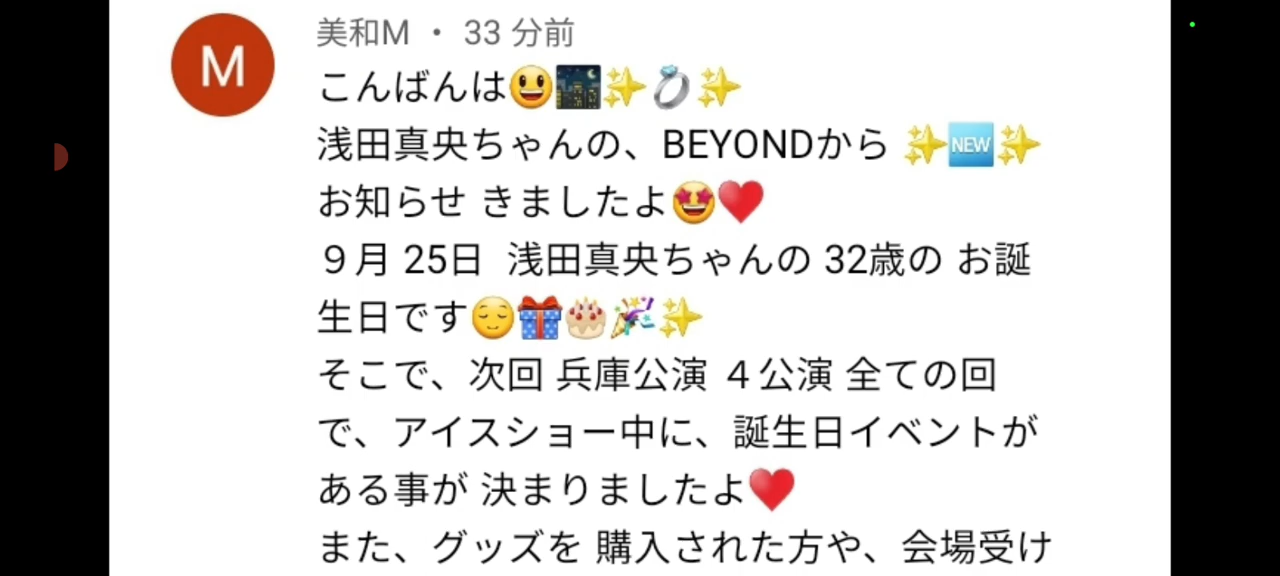 M
美和M • 33 分前
こんばんは😃🌃✨💍✨
浅田真央ちゃんの、BEYONDから ✨🆕✨
お知らせ きましたよ🤩♥️
９月 25日  浅田真央ちゃんの 32歳の お誕
生日です😌🎁🎂🎉✨
そこで、次回 兵庫公演 ４公演 全ての回
で、アイスショー中に、誕生日イベントが
ある事が 決まりましたよ♥️
また、グッズを 購入された方や、会場受け